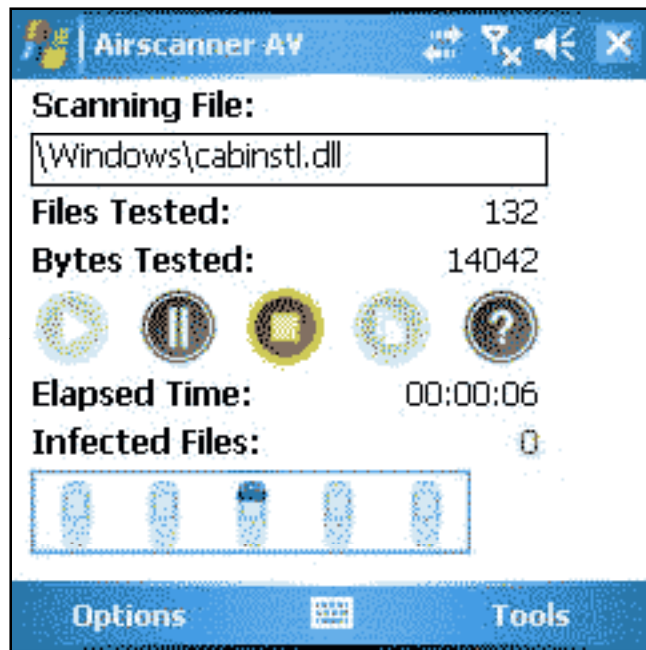 Airscanner AV
Scanning File:
\Windows\cabinstl.dll
Files Tested: 132
Bytes Tested: 14042
?
Elapsed Time: 00:00:06
Infected Files: 0
Options Tools